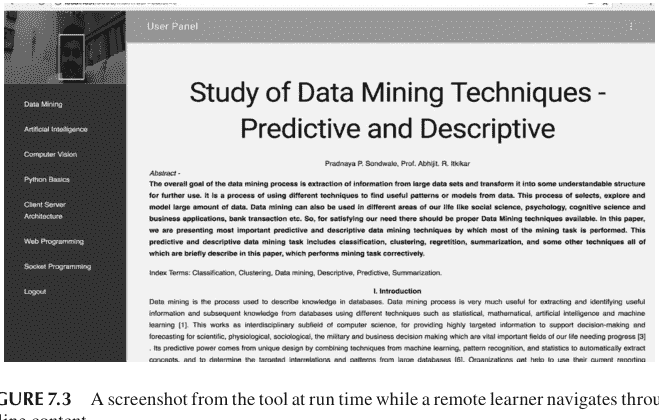 User Panel
Data Mining
Artificial Intelligence
Computer Vision
Python Basics
Client Server
Architecture
Web Programming
Socket Programming
Logout
Study of Data Mining Techniques -
Predictive and Descriptive
Pradnaya P. Sondwale, Prof. Abhijit. R. Itkikar
Abstract -
The overall goal of the data mining process is extraction of information from large data sets and transform it into some understandable structure
for further use. it is a process of using different techniques to find useful patterns or models from data. This process of selects, explore and
model large amount of data. Data mining can also be used in different areas of our life like social science, psychology, cognitive science and
business applications, bank transaction etc. So, for satisfying our need there should be proper Data Mining techniques available. In this paper,
we are presenting most important predictive and descriptive data mining techniques by which most of the mining task is performed. This
predictive and descriptive data mining task includes classification, clustering, regretition, summarization, and some other techniques all of
which are briefly describe in this paper, which performs mining task correctively.
Index Terms: Classification, Clustering, Data mining, Descriptive, Predictive, Summarization.
I. Introduction
Data mining is the process used to describe knowledge in databases. Data mining process is very much useful for extracting and identifying useful
information and subsequent knowledge from databases using different techniques such as statistical, mathematical, artificial intelligence and machine
learning [1]. This works as interdisciplinary subfield of computer science, for providing highly targeted information to support decision-making and
forecasting for scientific, physiological, sociological, the military and business decision making which are vital important fields of our life needing progress [3]
. Its predictive power comes from unique design by combining techniques from machine learning, pattern recognition, and statistics to automatically extract
concepts, and to determine the targeted interrelations and patterns from large databases [6]. Organizations get help to use their current reporting
GURE 7.3 A screenshot from the tool at run time while a remote learner navigates throu